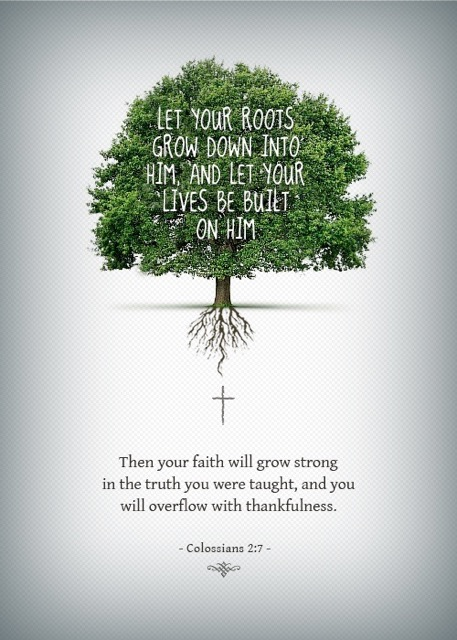 LET YOUR ROOTS
GROW DOWN INTO
HIM, AND LET YOUR
LIVES BE BUILT
ON HIM
Then your faith will grow strong
in the truth you were taught, and you
will overflow with thankfulness.
- Colossians 2:7 -